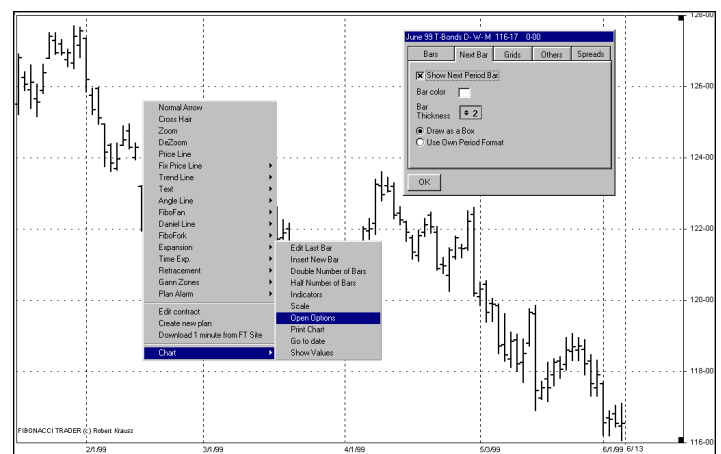 128-00
126-00
124-00
122-00
120-00
118-00
116-00
June 99 T-Bonds D- W- M 116-17 0-00
Bars
Next Bar
Grids
Others
Spreads
Show Next Period Bar
Bar color
Bar
Thickness
2
Draw as a Box
Use Own Period Format
OK
Normal Arrow
Cross Hair
Zoom
DeZoom
Price Line
Fix Price Line
Trend Line
Text
Angle Line
FiboFan
Daniel Line
FiboFork
Expansion
Time Exp.
Retracement
Gann Zones
Plan Alarm
Edit contract
Create new plan
Download 1 minute from FT Site
Chart
Edit Last Bar
Insert New Bar
Double Number of Bars
Half Number of Bars
Indicators
Scale
Open Options
Print Chart
Go to date
Show Values
FIBONACCI TRADER (c) Robert Krausz
2/1/99
3/1/99
4/1/99
5/3/99
6/1/99
6/13